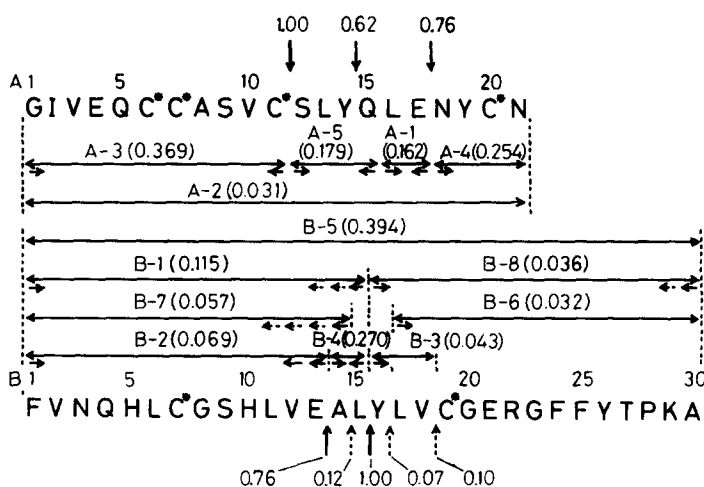 1.00 0.62 0.76
A 1 5 10 15 20
G I V E Q C* C* A S V C* S L Y Q L E N Y C* N
A-3 (0.369) A-5 (0.179) A-1 (0.162) A-4 (0.254)
A-2 (0.031)
B-5 (0.394)
B-1 (0.115) B-8 (0.036)
B-7 (0.057) B-6 (0.032)
B-2 (0.069) B-4 (0.270) B-3 (0.043)
B 1 5 10 15 20 25 30
F V N Q H L C* G S H L V E A L Y L V C* G E R G F F Y T P K A
0.76 0.12 1.00 0.07 0.10